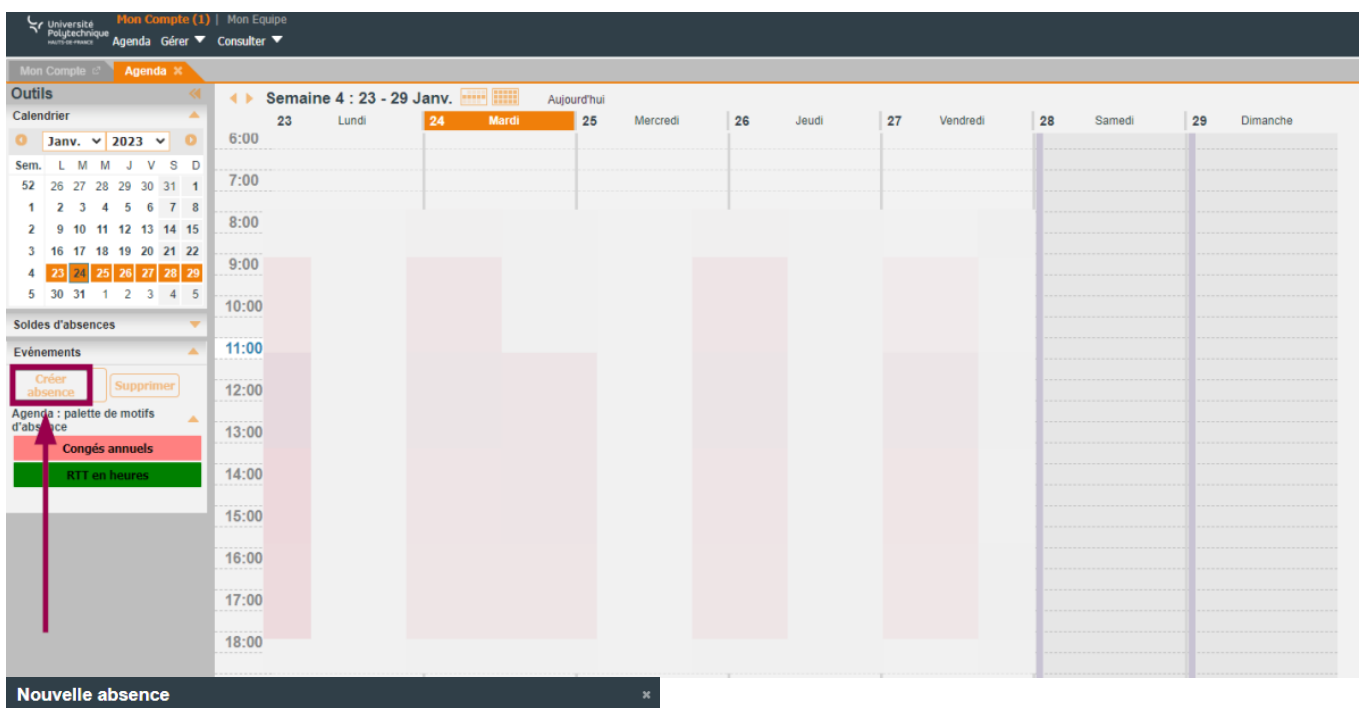 Université
Polytechnique
HAUTS-DE-FRANCE
Mon Compte (1) | Mon Equipe
Agenda Gérer Consulter
Mon Compte Agenda
Outils
Calendrier
Janv. 2023
Sem. L M M J V S D
52 26 27 28 29 30 31 1
1 2 3 4 5 6 7 8
2 9 10 11 12 13 14 15
3 16 17 18 19 20 21 22
4 23 24 25 26 27 28 29
5 30 31 1 2 3 4 5
Soldes d'absences
Evénements
Créer
absence
Supprimer
Agenda : palette de motifs
d'absence
Congés annuels
RTT en heures
Semaine 4 : 23 - 29 Janv. Aujourd'hui
23 Lundi 24 Mardi 25 Mercredi 26 Jeudi 27 Vendredi 28 Samedi 29 Dimanche
6:00
7:00
8:00
9:00
10:00
11:00
12:00
13:00
14:00
15:00
16:00
17:00
18:00
Nouvelle absence